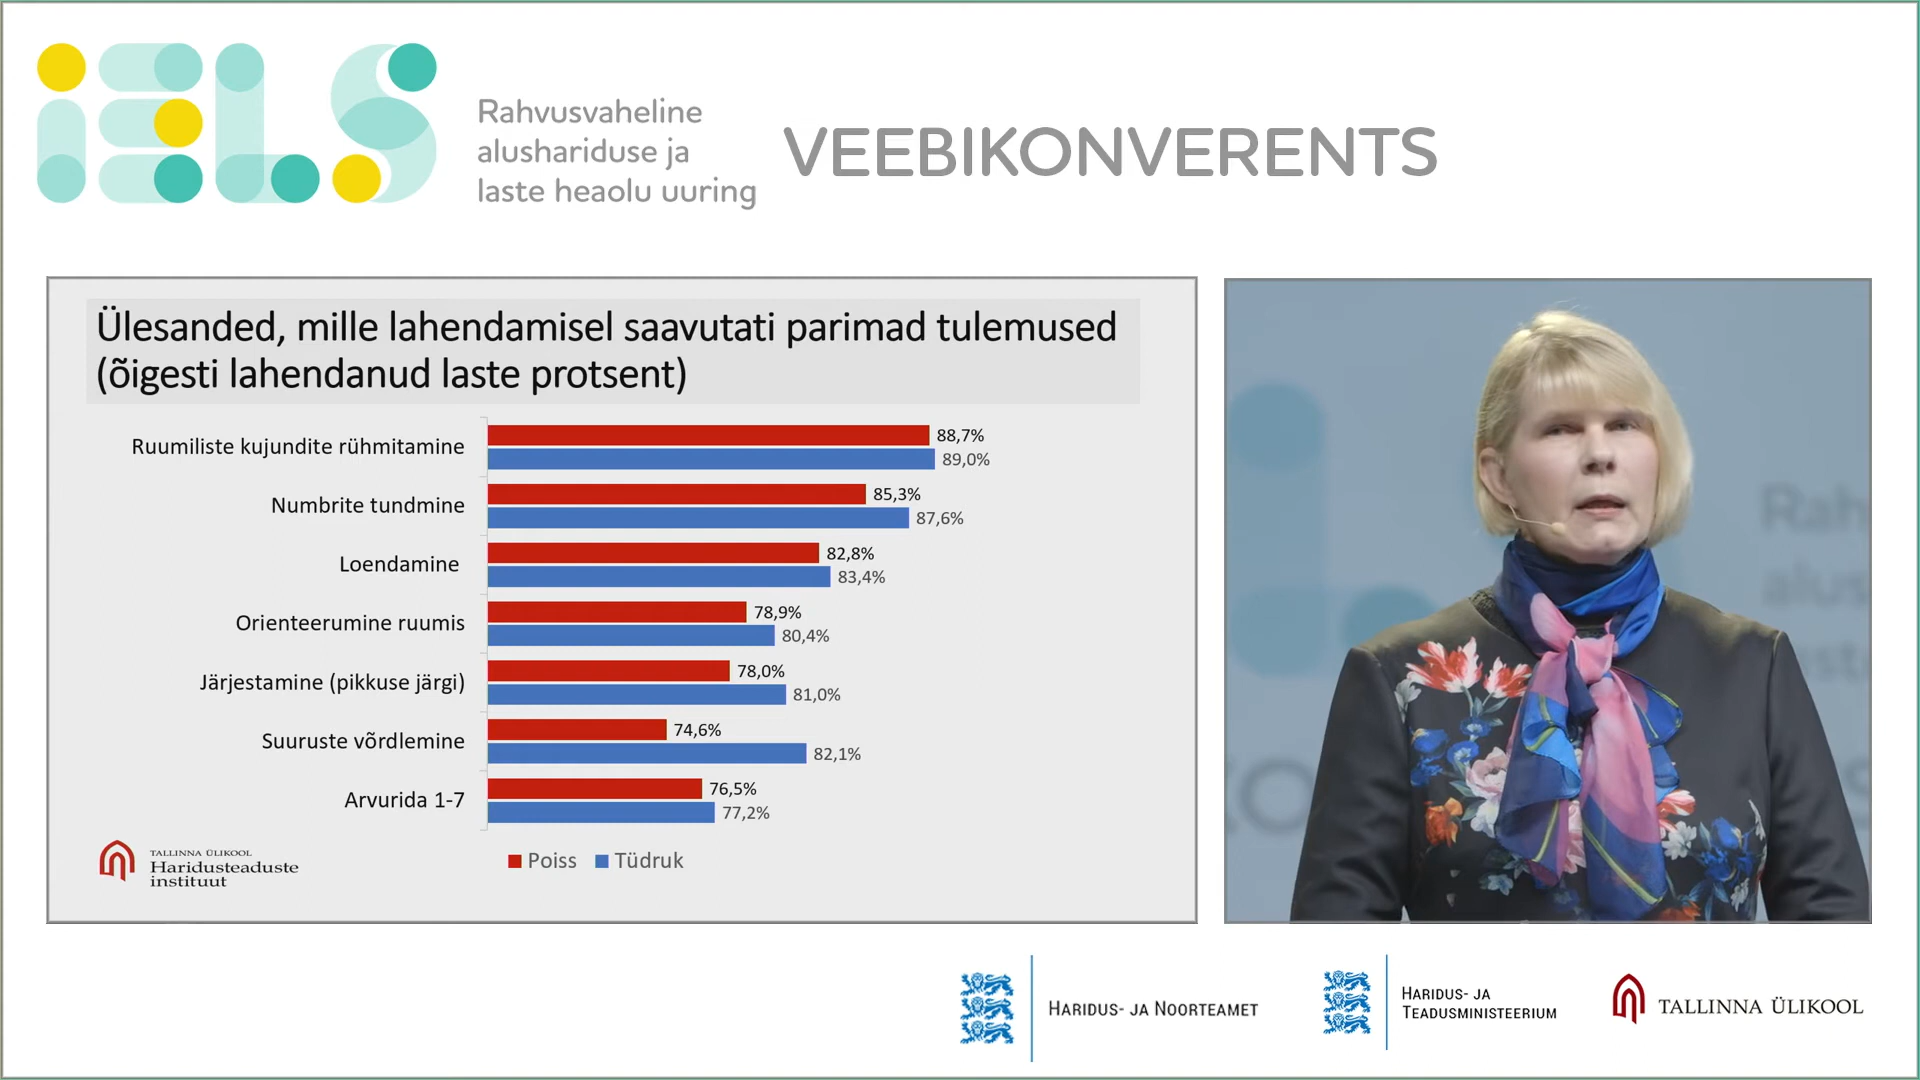 iELS
Rahvusvaheline
alushariduse ja
laste heaolu uuring
VEEBIKONVERENTS
Ülesanded, mille lahendamisel saavutati parimad tulemused
(õigesti lahendanud laste protsent)
Ruumiliste kujundite rühmitamine
88,7%
89,0%
Numbrite tundmine
85,3%
87,6%
Loendamine
82,8%
83,4%
Orienteerumine ruumis
78,9%
80,4%
Järjestamine (pikkuse järgi)
78,0%
81,0%
Suuruste võrdlemine
74,6%
82,1%
Arvurida 1-7
76,5%
77,2%
Poiss Tüdruk
TALLINNA ÜLIKOOL
Haridusteaduste
instituut
Rah
alus
HARIDUS- JA NOORTEAMET
HARIDUS- JA
TEADUSMINISTEERIUM
TALLINNA ÜLIKOOL